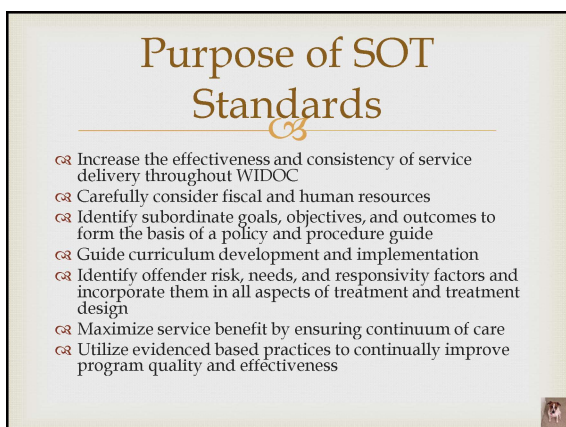 Purpose of SOT
Standards
Increase the effectiveness and consistency of service
delivery throughout WIDOC
Carefully consider fiscal and human resources
Identify subordinate goals, objectives, and outcomes to
form the basis of a policy and procedure guide
Guide curriculum development and implementation
Identify offender risk, needs, and responsivity factors and
incorporate them in all aspects of treatment and treatment
design
Maximize service benefit by ensuring continuum of care
Utilize evidenced based practices to continually improve
program quality and effectiveness